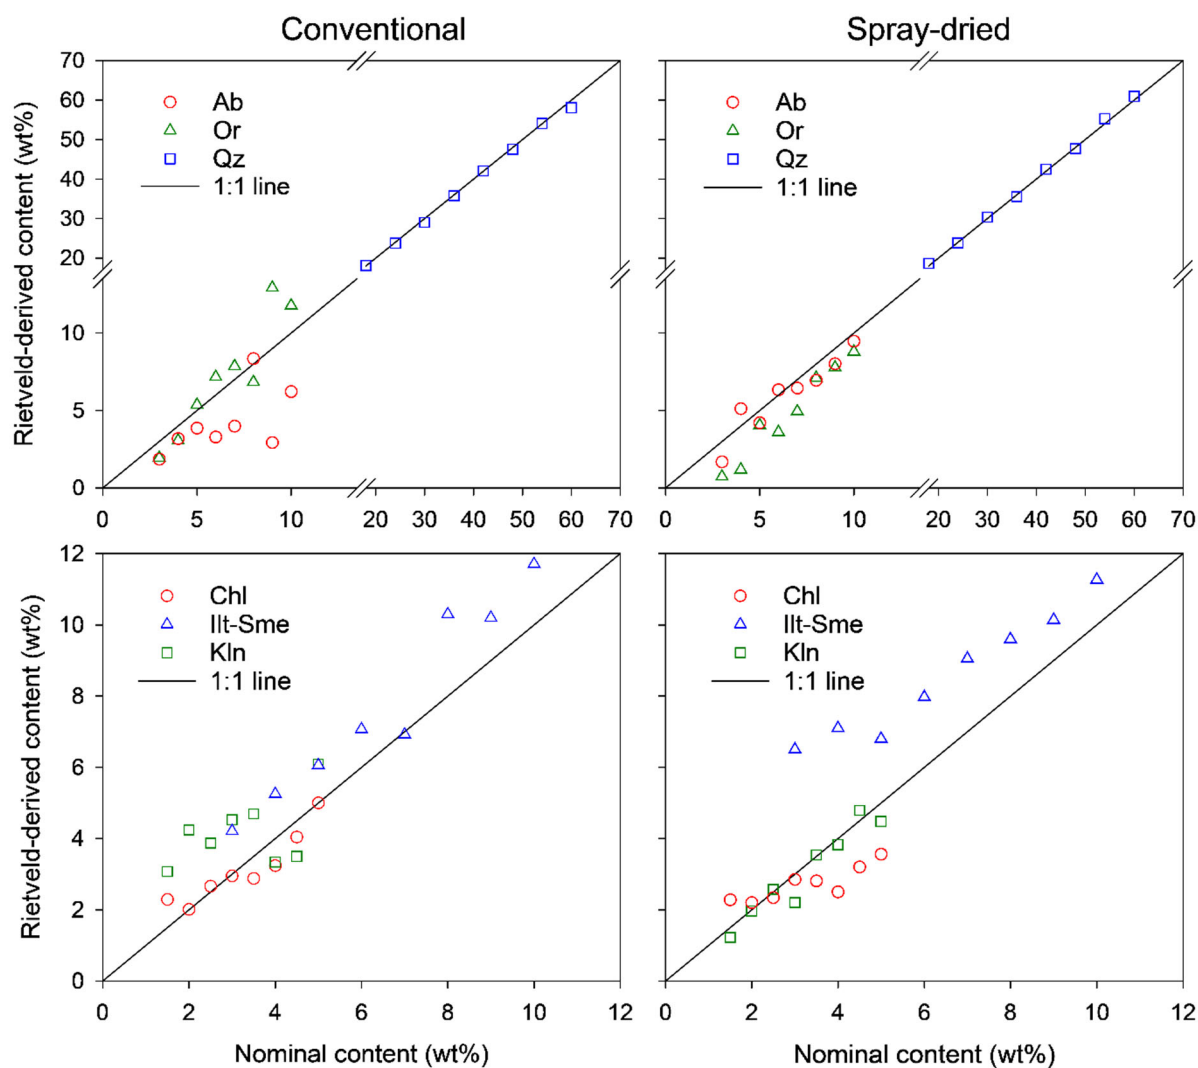 Conventional
Spray-dried
Rietveld-derived content (wt%)
70
60
50
40
30
20
10
5
0
Ab
Or
Qz
1:1 line
0 5 10 20 30 40 50 60 70
Ab
Or
Qz
1:1 line
0 5 10 20 30 40 50 60 70
Rietveld-derived content (wt%)
12
10
8
6
4
2
0
Chl
Ilt-Sme
Kln
1:1 line
0 2 4 6 8 10 12
Nominal content (wt%)
Chl
Ilt-Sme
Kln
1:1 line
0 2 4 6 8 10 12
Nominal content (wt%)